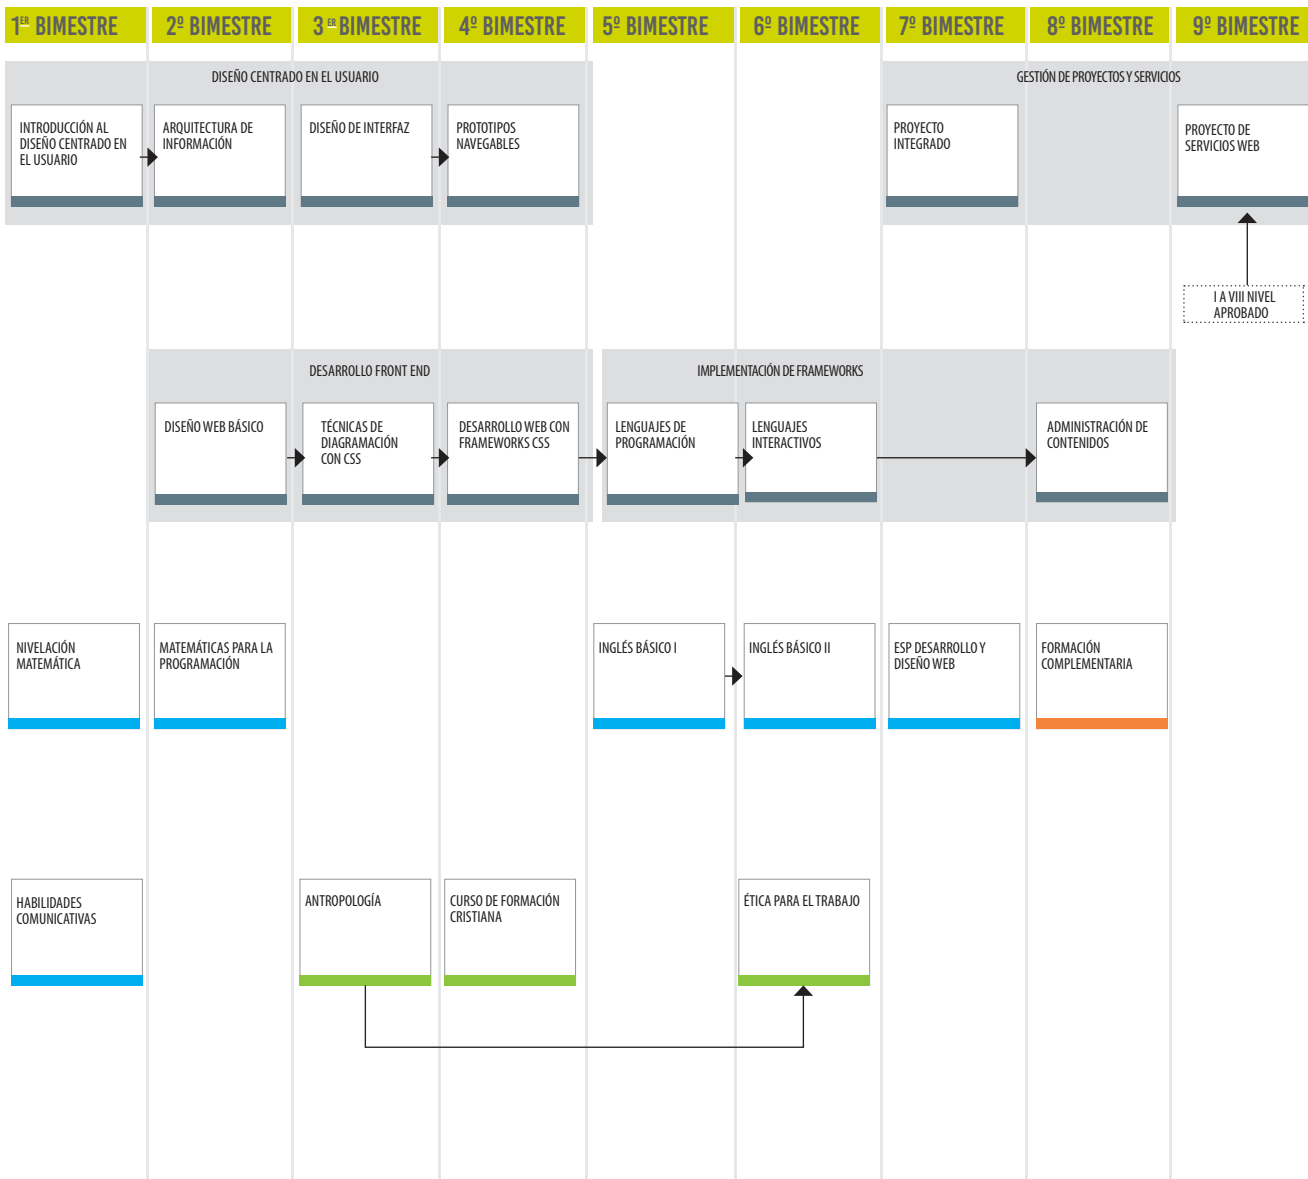 1ER BIMESTRE
2º BIMESTRE
3 ER BIMESTRE
4º BIMESTRE
5º BIMESTRE
6º BIMESTRE
7º BIMESTRE
8º BIMESTRE
9º BIMESTRE
DISEÑO CENTRADO EN EL USUARIO
GESTIÓN DE PROYECTOS Y SERVICIOS
INTRODUCCIÓN AL
DISEÑO CENTRADO EN
EL USUARIO
ARQUITECTURA DE
INFORMACIÓN
DISEÑO DE INTERFAZ
PROTOTIPOS
NAVEGABLES
PROYECTO
INTEGRADO
PROYECTO DE
SERVICIOS WEB
I A VIII NIVEL
APROBADO
DESARROLLO FRONT END
IMPLEMENTACIÓN DE FRAMEWORKS
DISEÑO WEB BÁSICO
TÉCNICAS DE
DIAGRAMACIÓN
CON CSS
DESARROLLO WEB CON
FRAMEWORKS CSS
LENGUAJES DE
PROGRAMACIÓN
LENGUAJES
INTERACTIVOS
ADMINISTRACIÓN DE
CONTENIDOS
NIVELACIÓN
MATEMÁTICA
MATEMÁTICAS PARA LA
PROGRAMACIÓN
INGLÉS BÁSICO I
INGLÉS BÁSICO II
ESP DESARROLLO Y
DISEÑO WEB
FORMACIÓN
COMPLEMENTARIA
HABILIDADES
COMUNICATIVAS
ANTROPOLOGÍA
CURSO DE FORMACIÓN
CRISTIANA
ÉTICA PARA EL TRABAJO